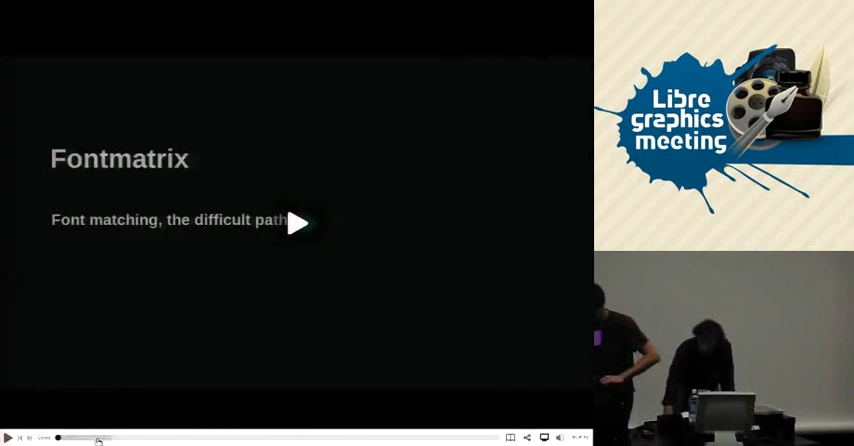 Fontmatrix
Font matching, the difficult path
Libre
graphics
meeting